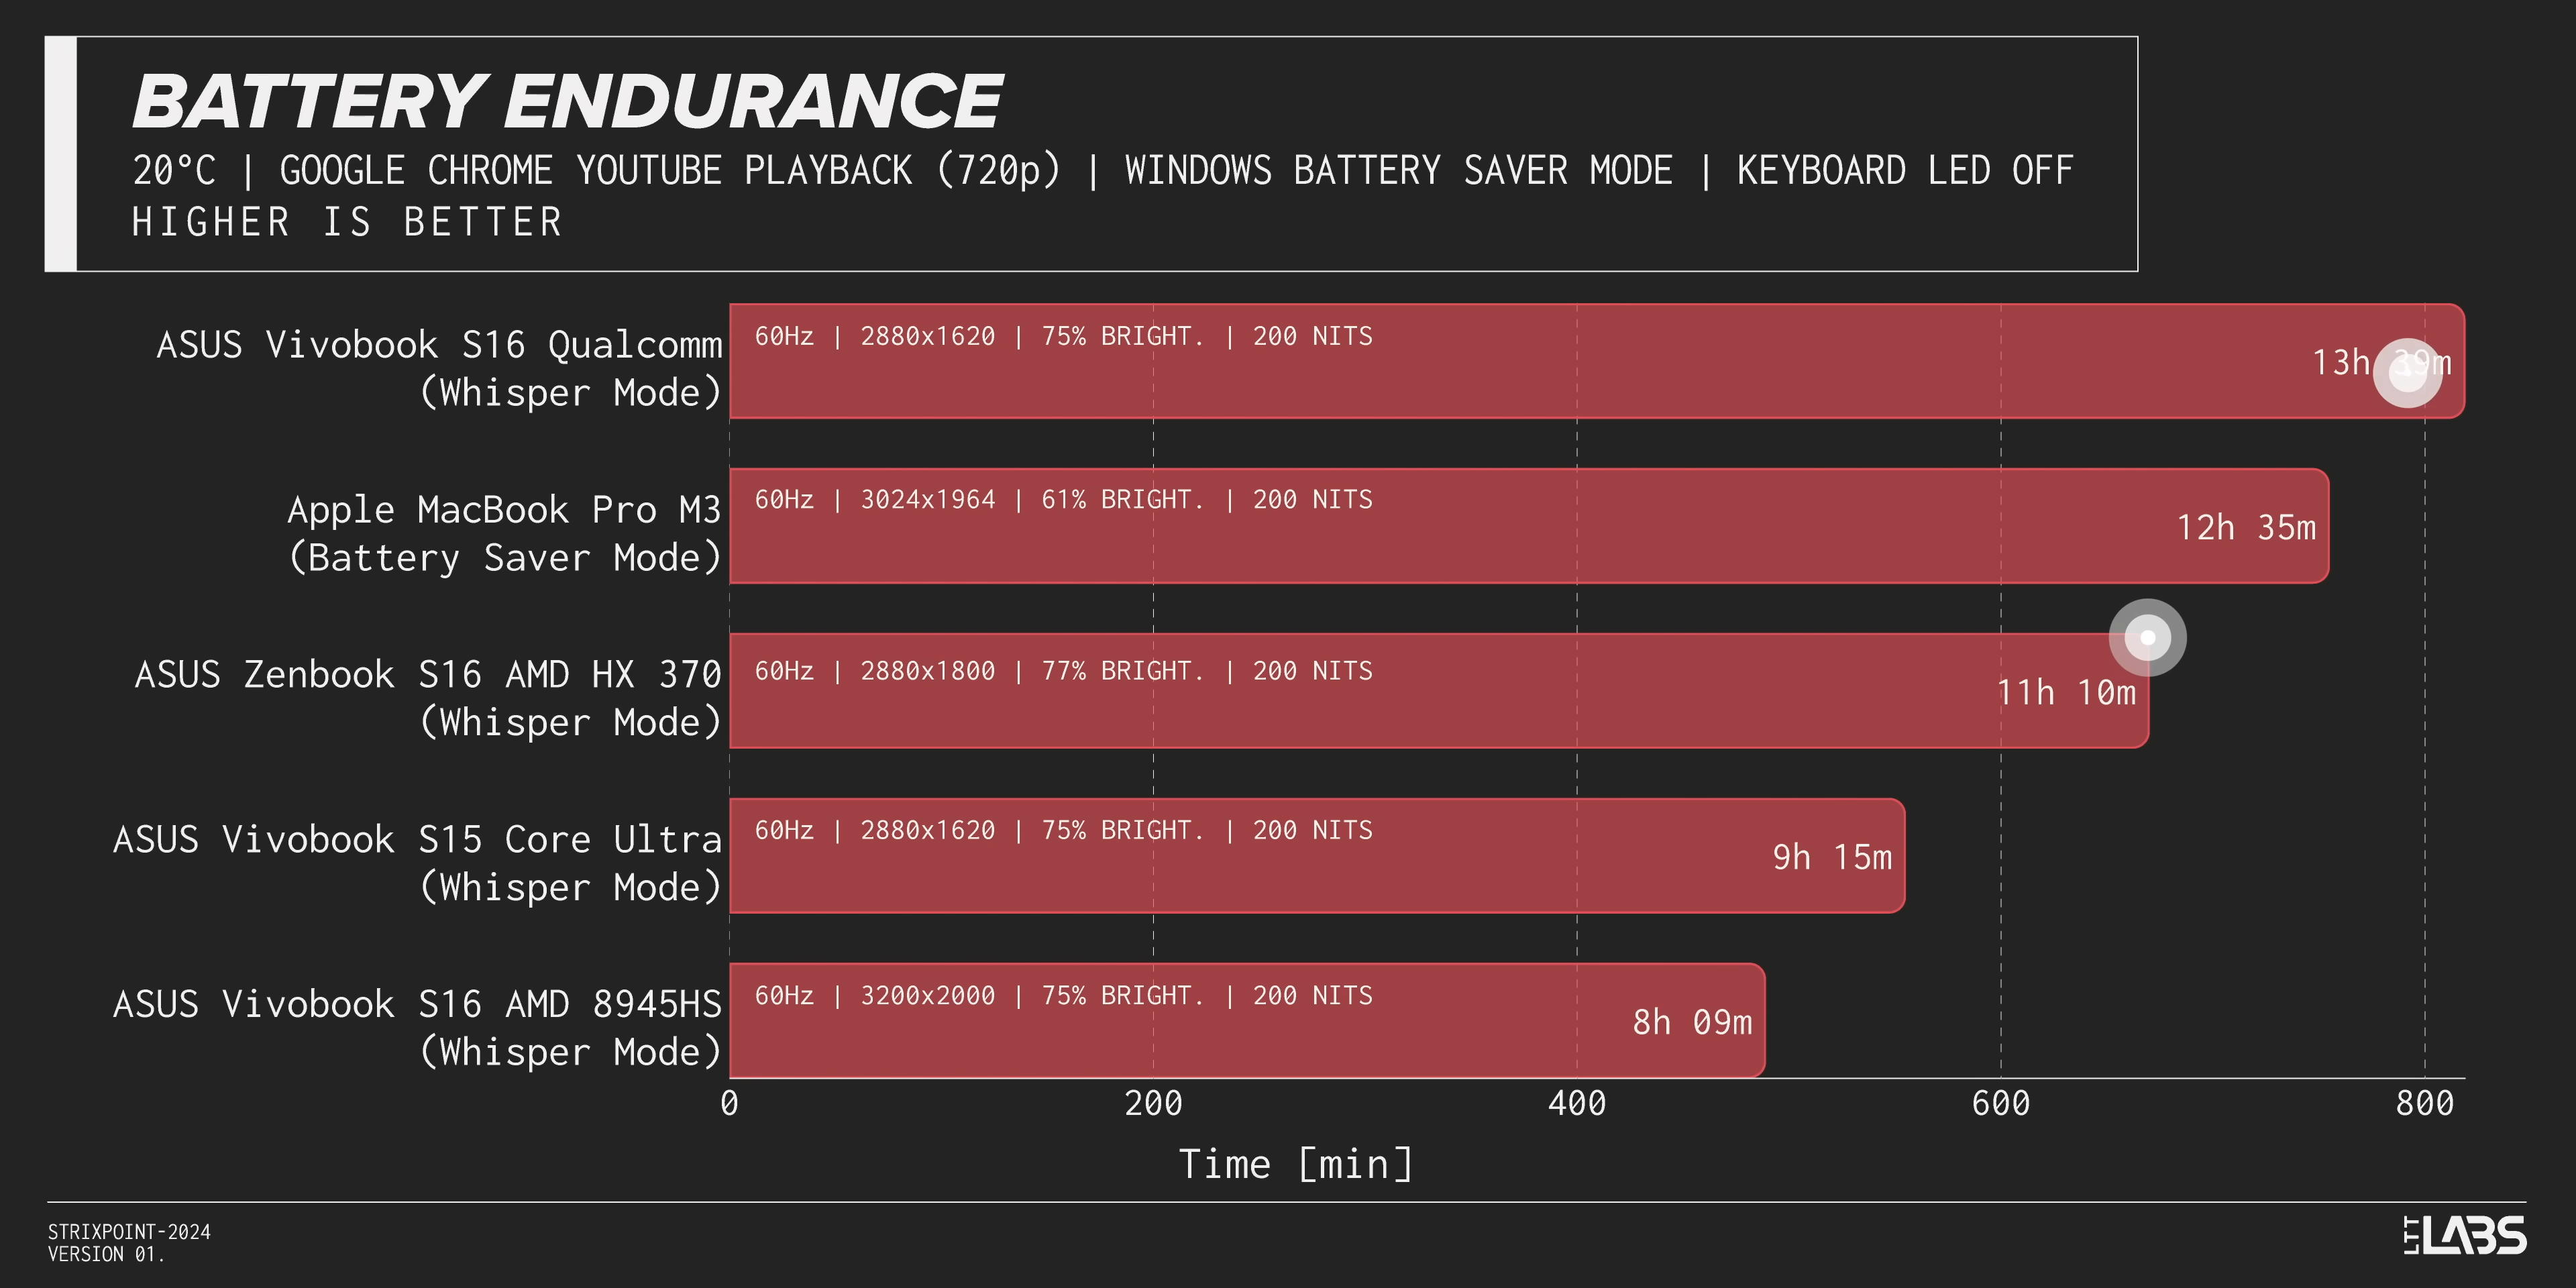 BATTERY ENDURANCE
20°C | GOOGLE CHROME YOUTUBE PLAYBACK (720p) | WINDOWS BATTERY SAVER MODE | KEYBOARD LED OFF
HIGHER IS BETTER
ASUS Vivobook S16 Qualcomm
(Whisper Mode)
60Hz | 2880x1620 | 75% BRIGHT. | 200 NITS
13h 39m
Apple MacBook Pro M3
(Battery Saver Mode)
60Hz | 3024x1964 | 61% BRIGHT. | 200 NITS
12h 35m
ASUS Zenbook S16 AMD HX 370
(Whisper Mode)
60Hz | 2880x1800 | 77% BRIGHT. | 200 NITS
11h 10m
ASUS Vivobook S15 Core Ultra
(Whisper Mode)
60Hz | 2880x1620 | 75% BRIGHT. | 200 NITS
9h 15m
ASUS Vivobook S16 AMD 8945HS
(Whisper Mode)
60Hz | 3200x2000 | 75% BRIGHT. | 200 NITS
8h 09m
0 200 400 600 800
Time [min]
STRIXPOINT-2024
VERSION 01.
LTT LABS